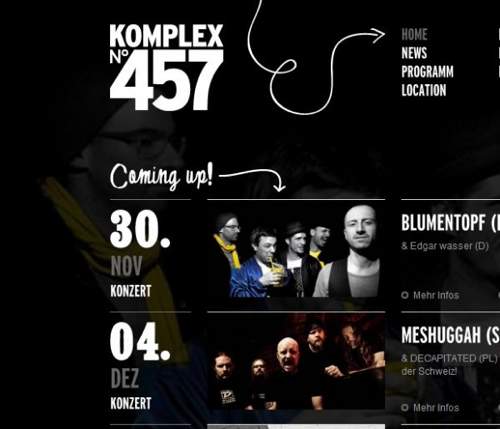 KOMPLEX
Nº457
HOME
NEWS
PROGRAMM
LOCATION
Coming up!
30.
NOV
KONZERT
BLUMENTOPF (
& Edgar wasser (D)
Mehr Infos
04.
DEZ
KONZERT
MESHUGGAH (S
& DECAPITATED (PL)
der Schweiz!
Mehr Infos